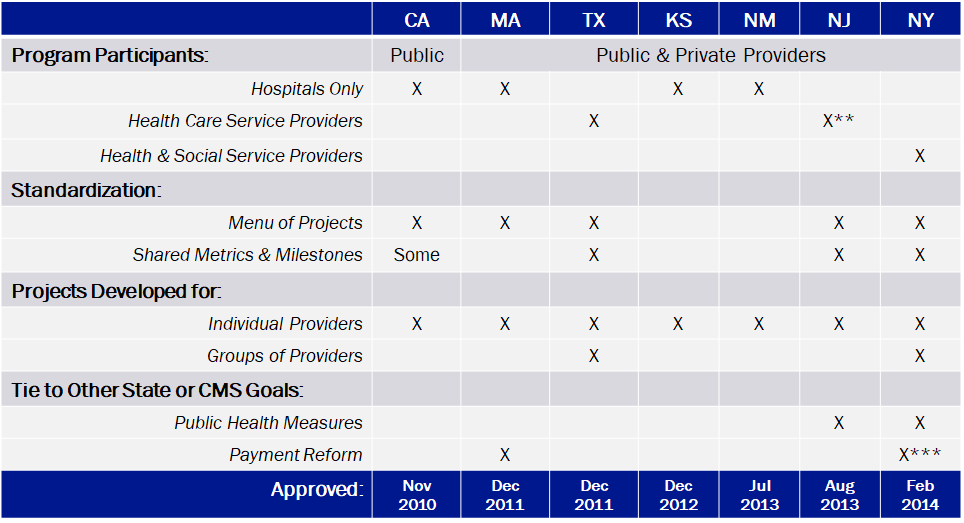 CA MA TX KS NM NJ NY
Program Participants: Public Public & Private Providers
Hospitals Only X X X X
Health Care Service Providers X X**
Health & Social Service Providers X
Standardization:
Menu of Projects X X X X X
Shared Metrics & Milestones Some X X X
Projects Developed for:
Individual Providers X X X X X X X
Groups of Providers X X
Tie to Other State or CMS Goals:
Public Health Measures X X
Payment Reform X X***
Approved: Nov 2010 Dec 2011 Dec 2011 Dec 2012 Jul 2013 Aug 2013 Feb 2014